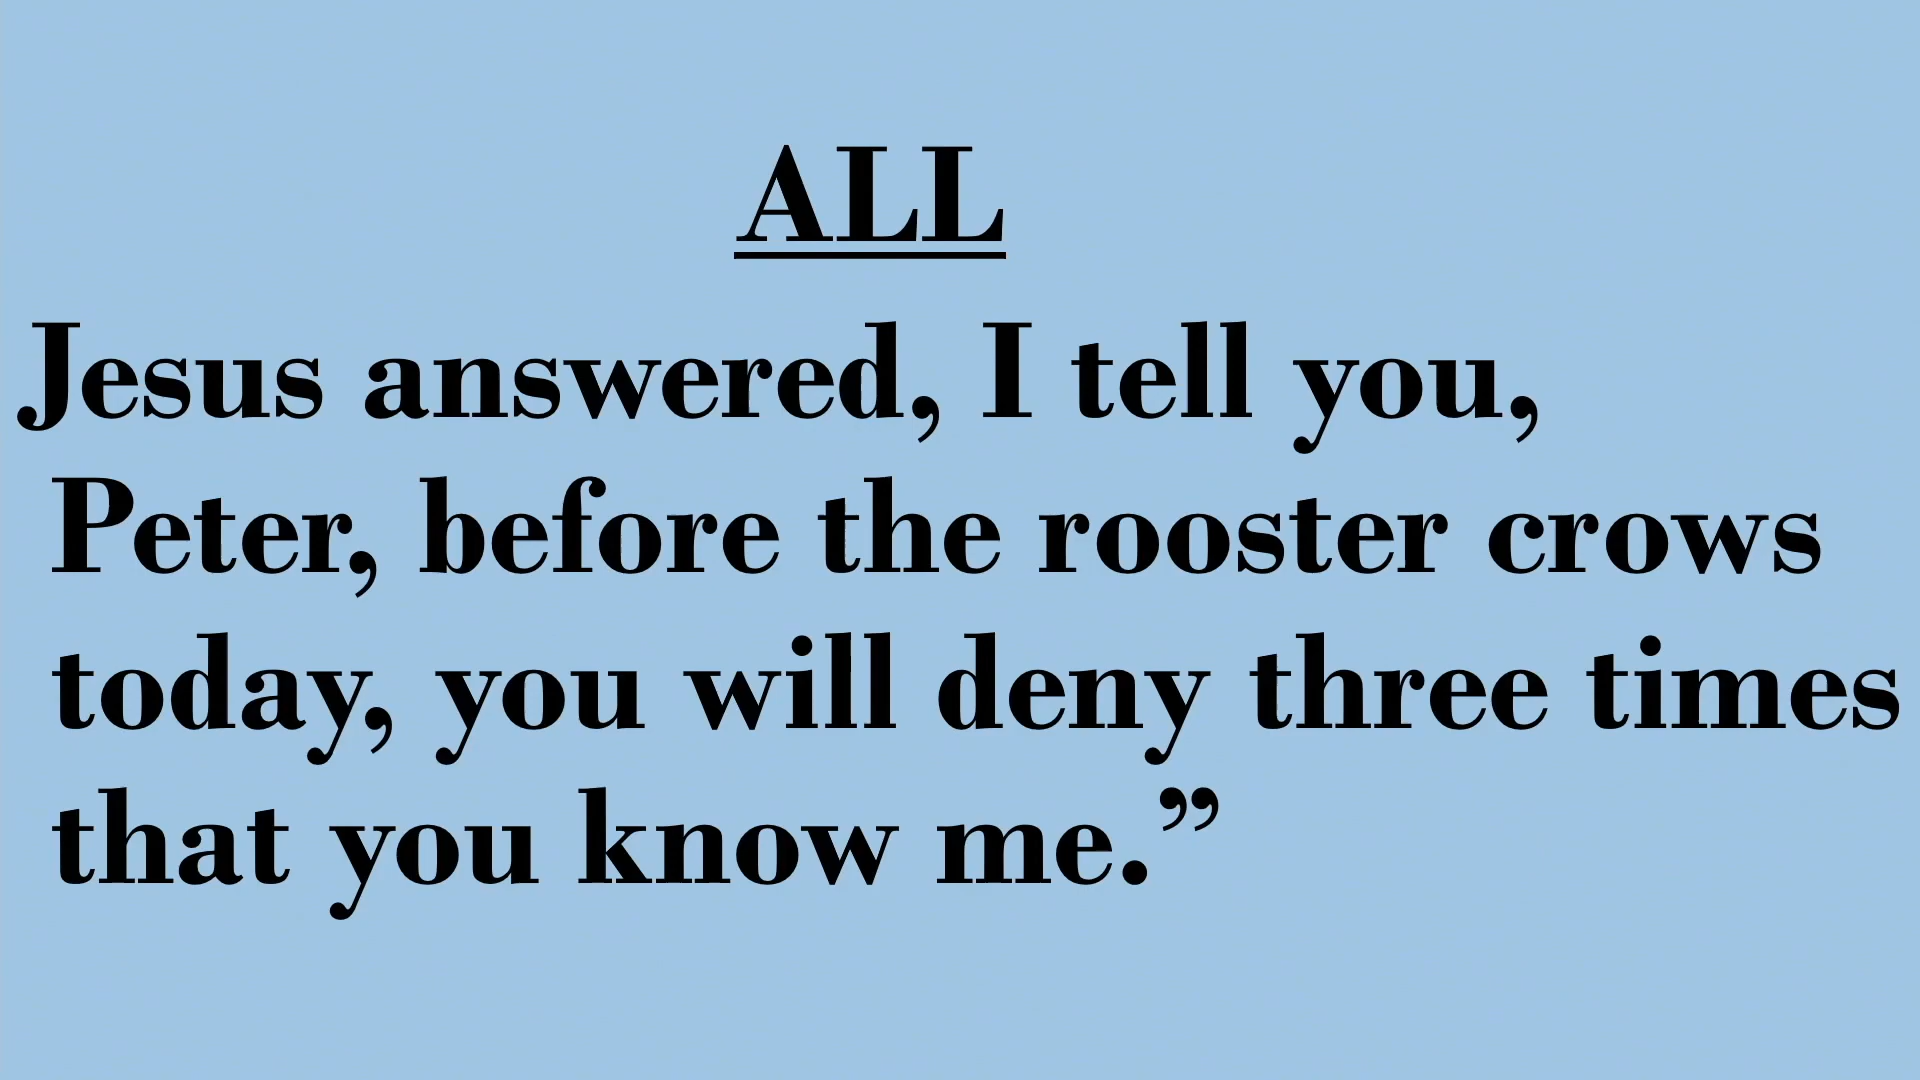 ALL
Jesus answered, I tell you,
Peter, before the rooster crows
today, you will deny three times
that you know me.”